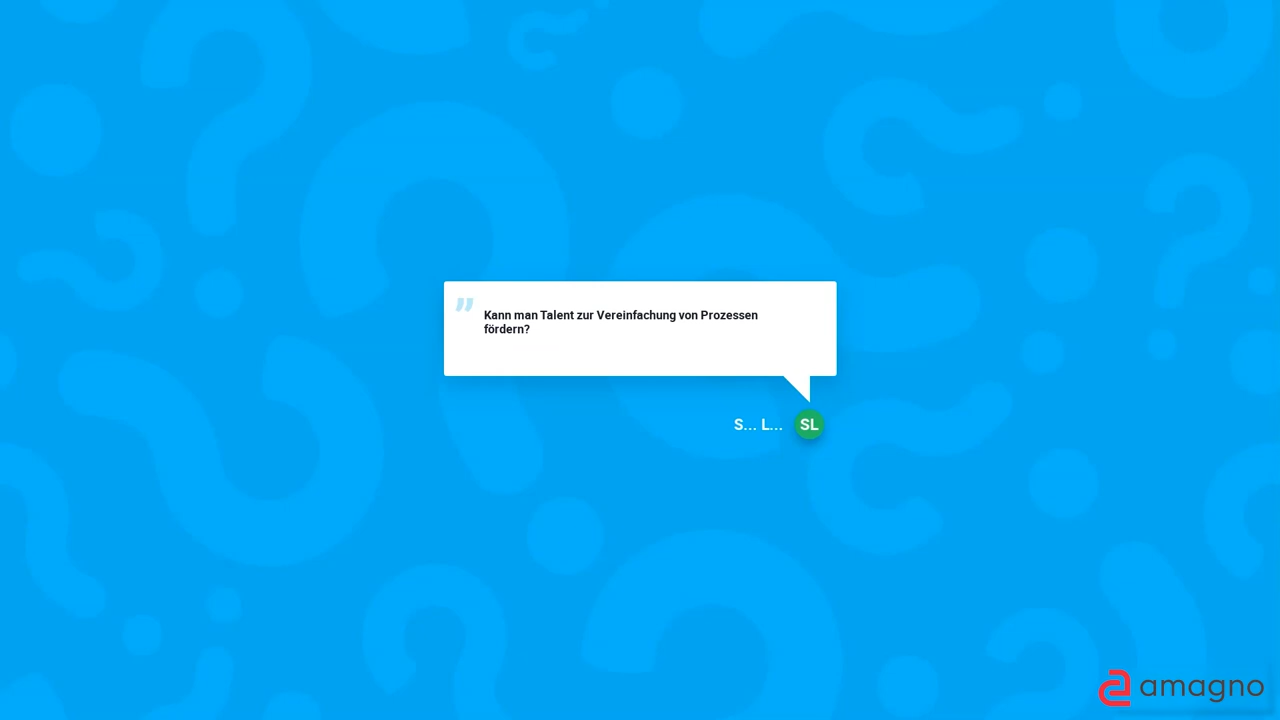 Kann man Talent zur Vereinfachung von Prozessen
fördern?
S... L... SL
amagno